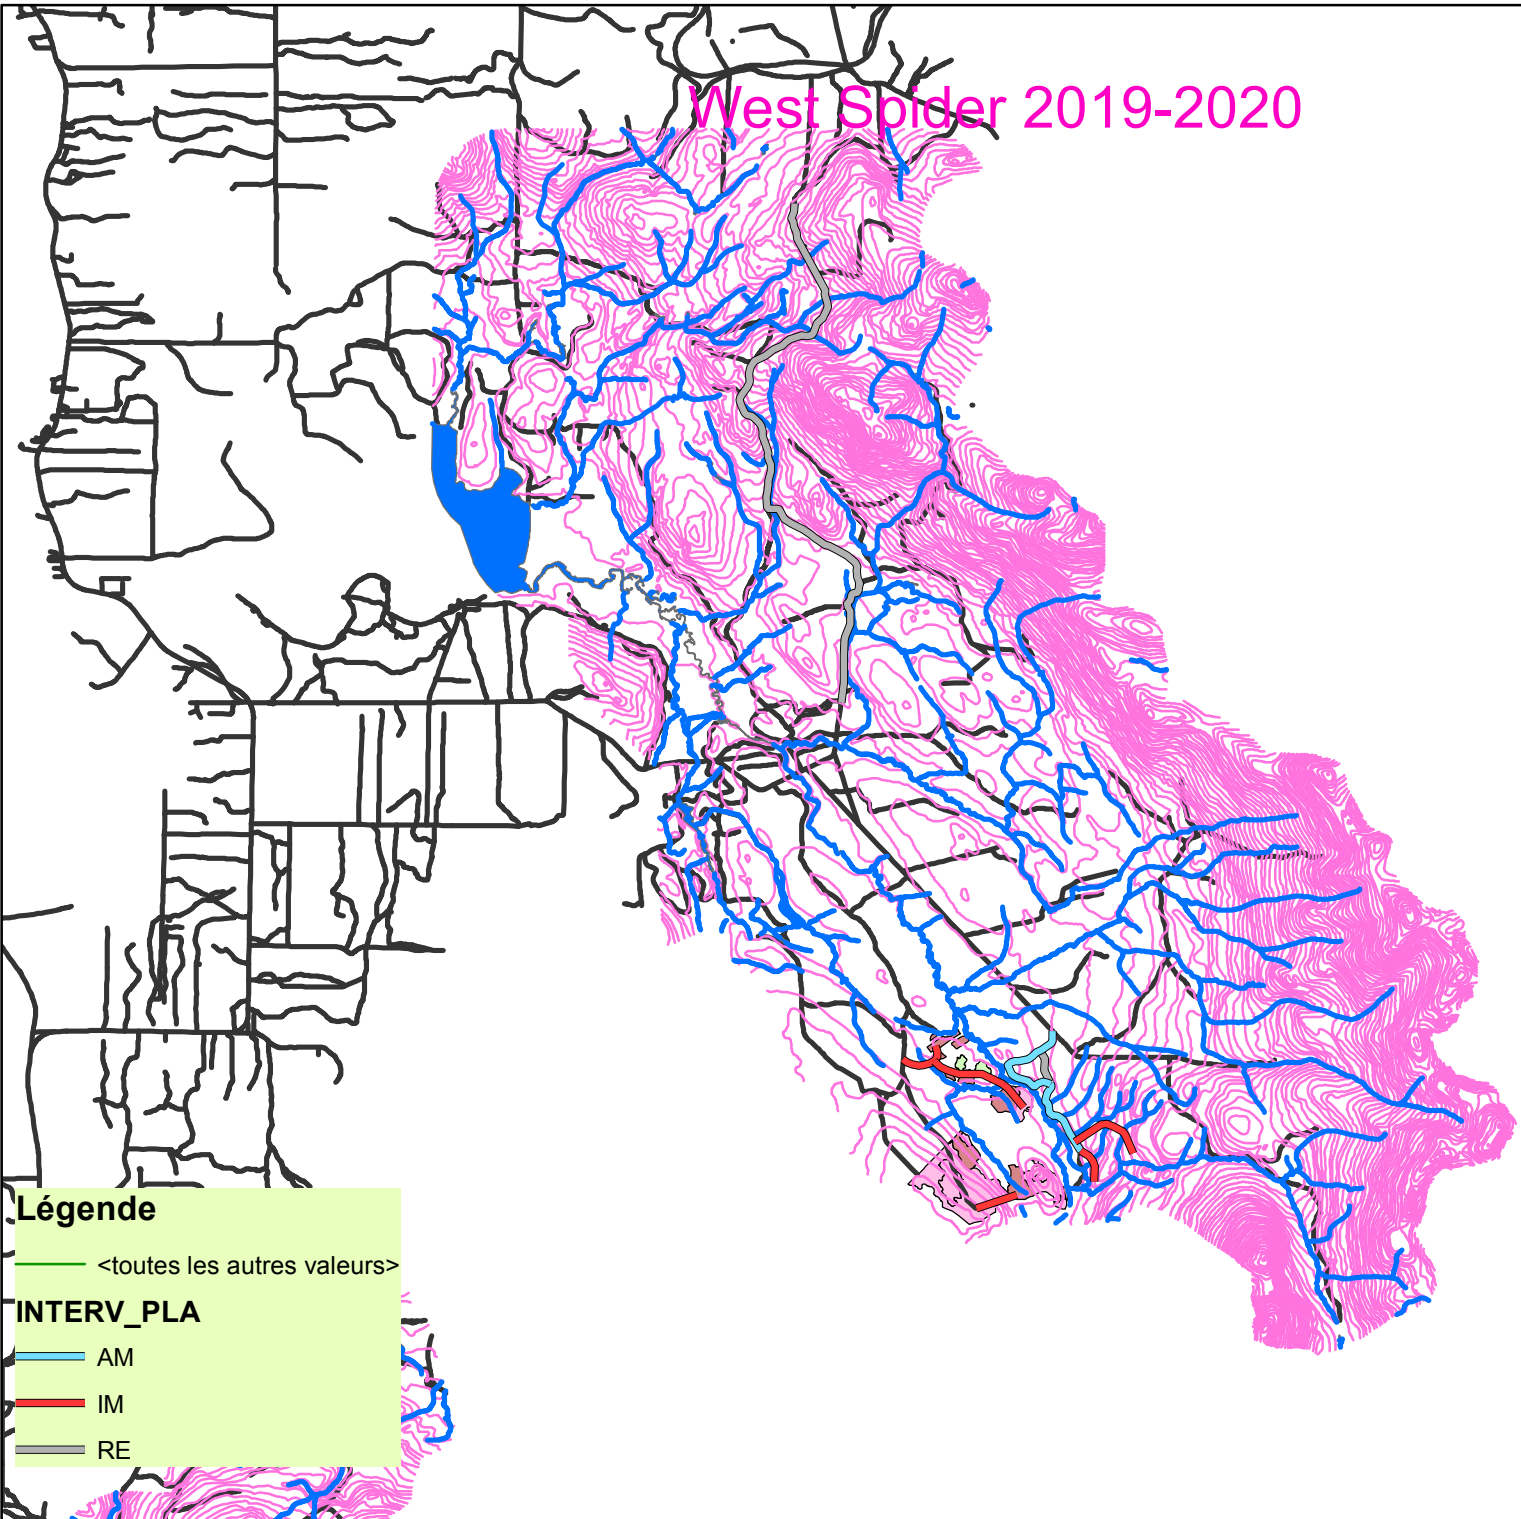 West Spider 2019-2020
Légende
<toutes les autres valeurs>
INTERV_PLA
AM
IM
RE